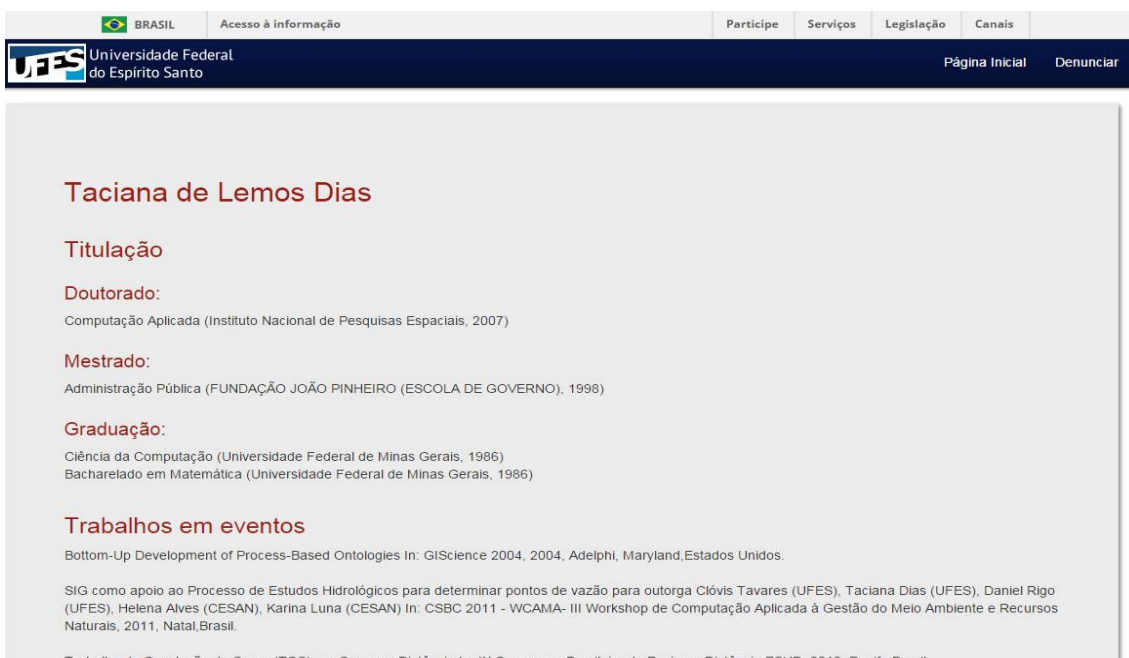 BRASIL Acesso à informação Participe Serviços Legislação Canais
UFES Universidade Federal
do Espírito Santo
Página Inicial Denunciar
Taciana de Lemos Dias
Titulação
Doutorado:
Computação Aplicada (Instituto Nacional de Pesquisas Espaciais, 2007)
Mestrado:
Administração Pública (FUNDAÇÃO JOÃO PINHEIRO (ESCOLA DE GOVERNO), 1998)
Graduação:
Ciência da Computação (Universidade Federal de Minas Gerais, 1986)
Bacharelado em Matemática (Universidade Federal de Minas Gerais, 1986)
Trabalhos em eventos
Bottom-Up Development of Process-Based Ontologies In: GIScience 2004, 2004, Adelphi, Maryland,Estados Unidos.
SIG como apoio ao Processo de Estudos Hidrológicos para determinar pontos de vazão para outorga Clóvis Tavares (UFES), Taciana Dias (UFES), Daniel Rigo
(UFES), Helena Alves (CESAN), Karina Luna (CESAN) In: CSBC 2011 - WCAMA- III Workshop de Computação Aplicada à Gestão do Meio Ambiente e Recursos
Naturais, 2011, Natal,Brasil.